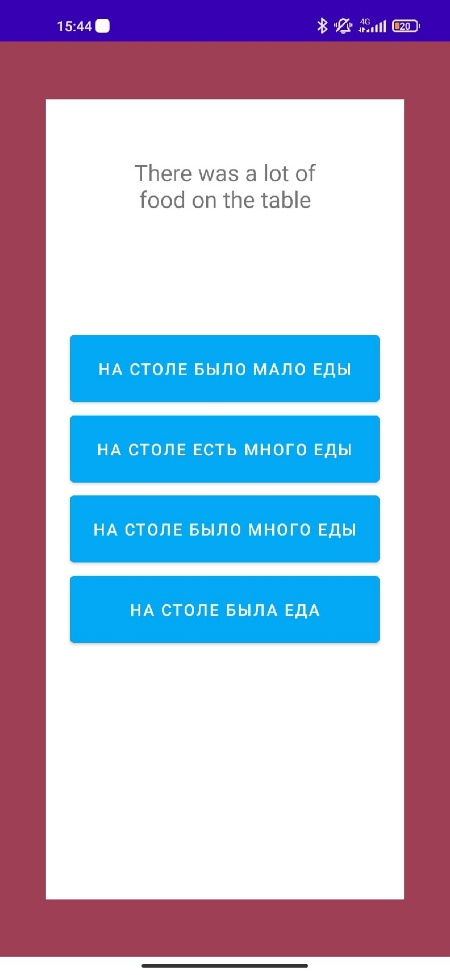 15:44
4G
20
There was a lot of
food on the table
НА СТОЛЕ БЫЛО МАЛО ЕДЫ
НА СТОЛЕ ЕСТЬ МНОГО ЕДЫ
НА СТОЛЕ БЫЛО МНОГО ЕДЫ
НА СТОЛЕ БЫЛА ЕДА